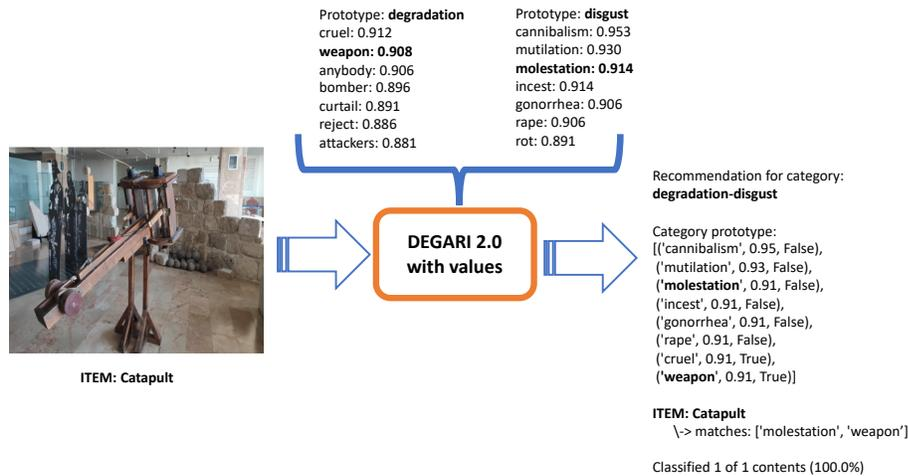 Prototype: degradation
cruel: 0.912
weapon: 0.908
anybody: 0.906
bomber: 0.896
curtail: 0.891
reject: 0.886
attackers: 0.881
Prototype: disgust
cannibalism: 0.953
mutilation: 0.930
molestation: 0.914
incest: 0.914
gonorrhea: 0.906
rape: 0.906
rot: 0.891
ITEM: Catapult
DEGARI 2.0
with values
Recommendation for category:
degradation-disgust
Category prototype:
[('cannibalism', 0.95, False),
('mutilation', 0.93, False),
('molestation', 0.91, False),
('incest', 0.91, False),
('gonorrhea', 0.91, False),
('rape', 0.91, False),
('cruel', 0.91, True),
('weapon', 0.91, True)]
ITEM: Catapult
\-> matches: ['molestation', 'weapon’]
Classified 1 of 1 contents (100.0%)